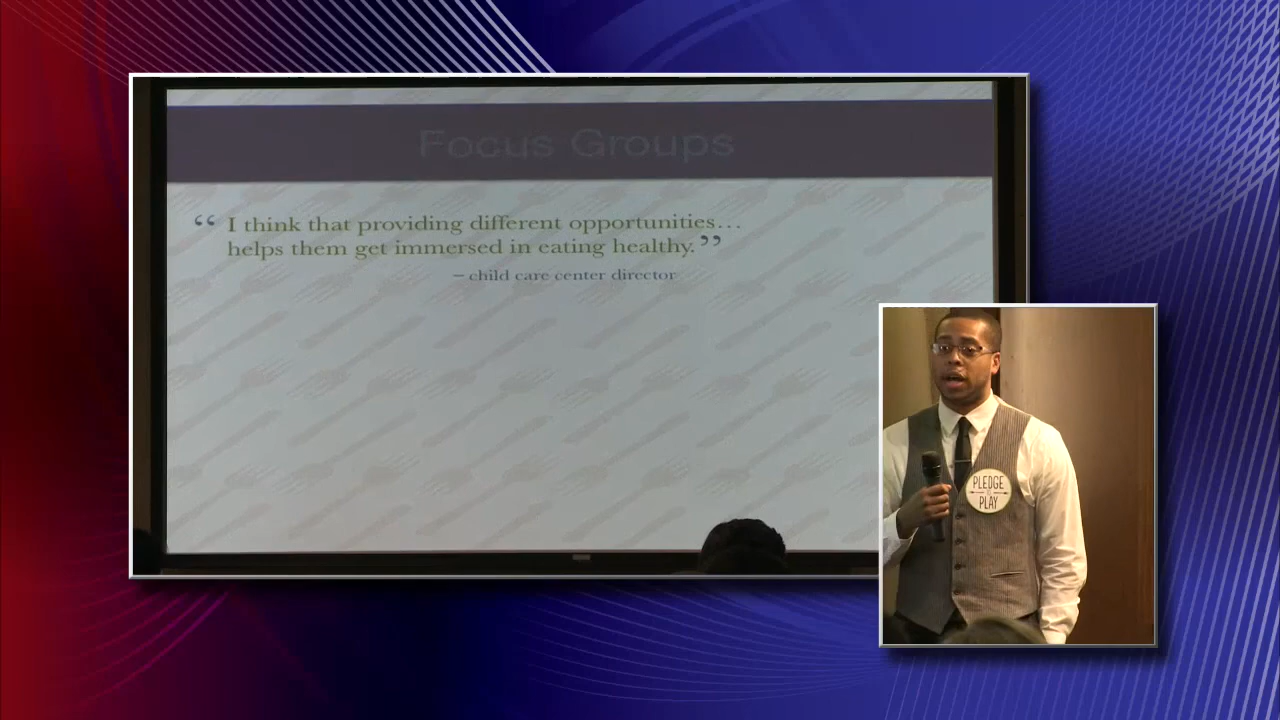 Focus Groups
“ I think that providing different opportunities…
helps them get immersed in eating healthy.”
– child care center director
PLEDGE
PLAY